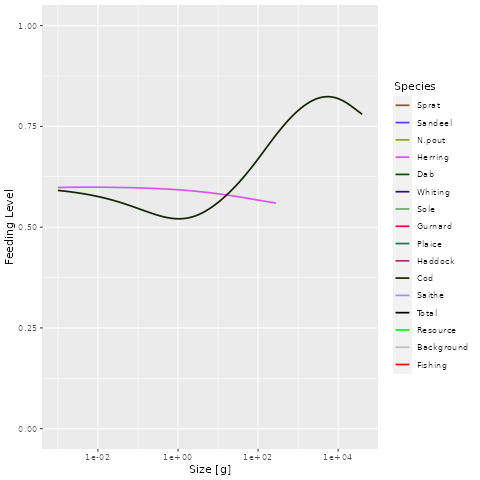 1.00
0.75
0.50
0.25
0.00
Feeding Level
1e-02 1e+00 1e+02 1e+04
Size [g]
Species
Sprat
Sandeel
N.pout
Herring
Dab
Whiting
Sole
Gurnard
Plaice
Haddock
Cod
Saithe
Total
Resource
Background
Fishing